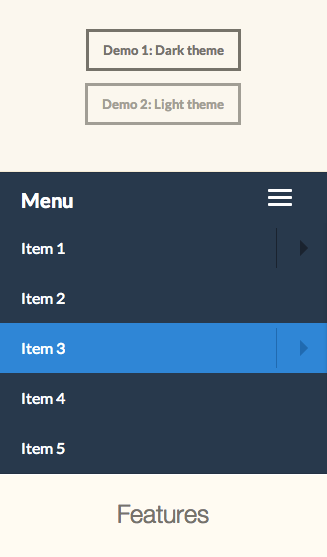 Demo 1: Dark theme
Demo 2: Light theme
Menu
Item 1
Item 2
Item 3
Item 4
Item 5
Features